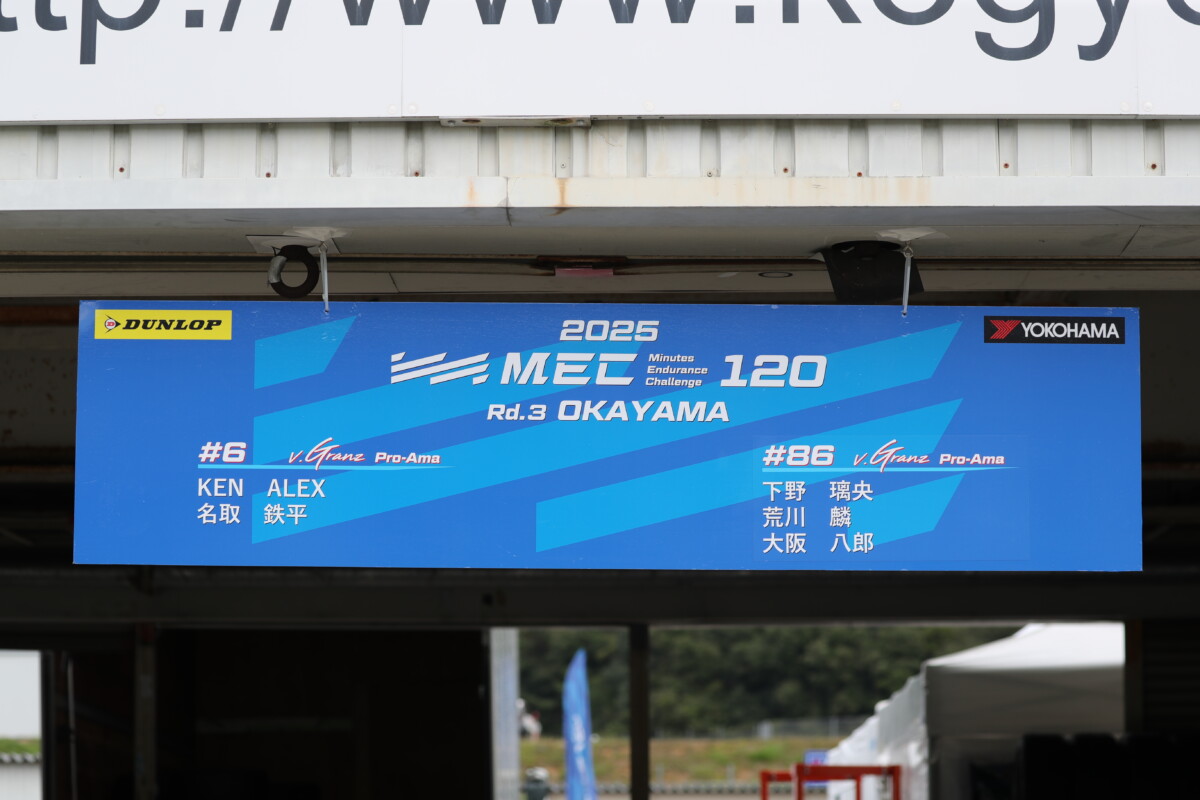 http://www.kogyo
DUNLOP
YOKOHAMA
2025
MEC Minutes Endurance Challenge 120
Rd.3 OKAYAMA
#6 v.Granz Pro-Ama
KEN ALEX
名取 鉄平
#86 v.Granz Pro-Ama
下野 璃央
荒川 麟
大阪 八郎